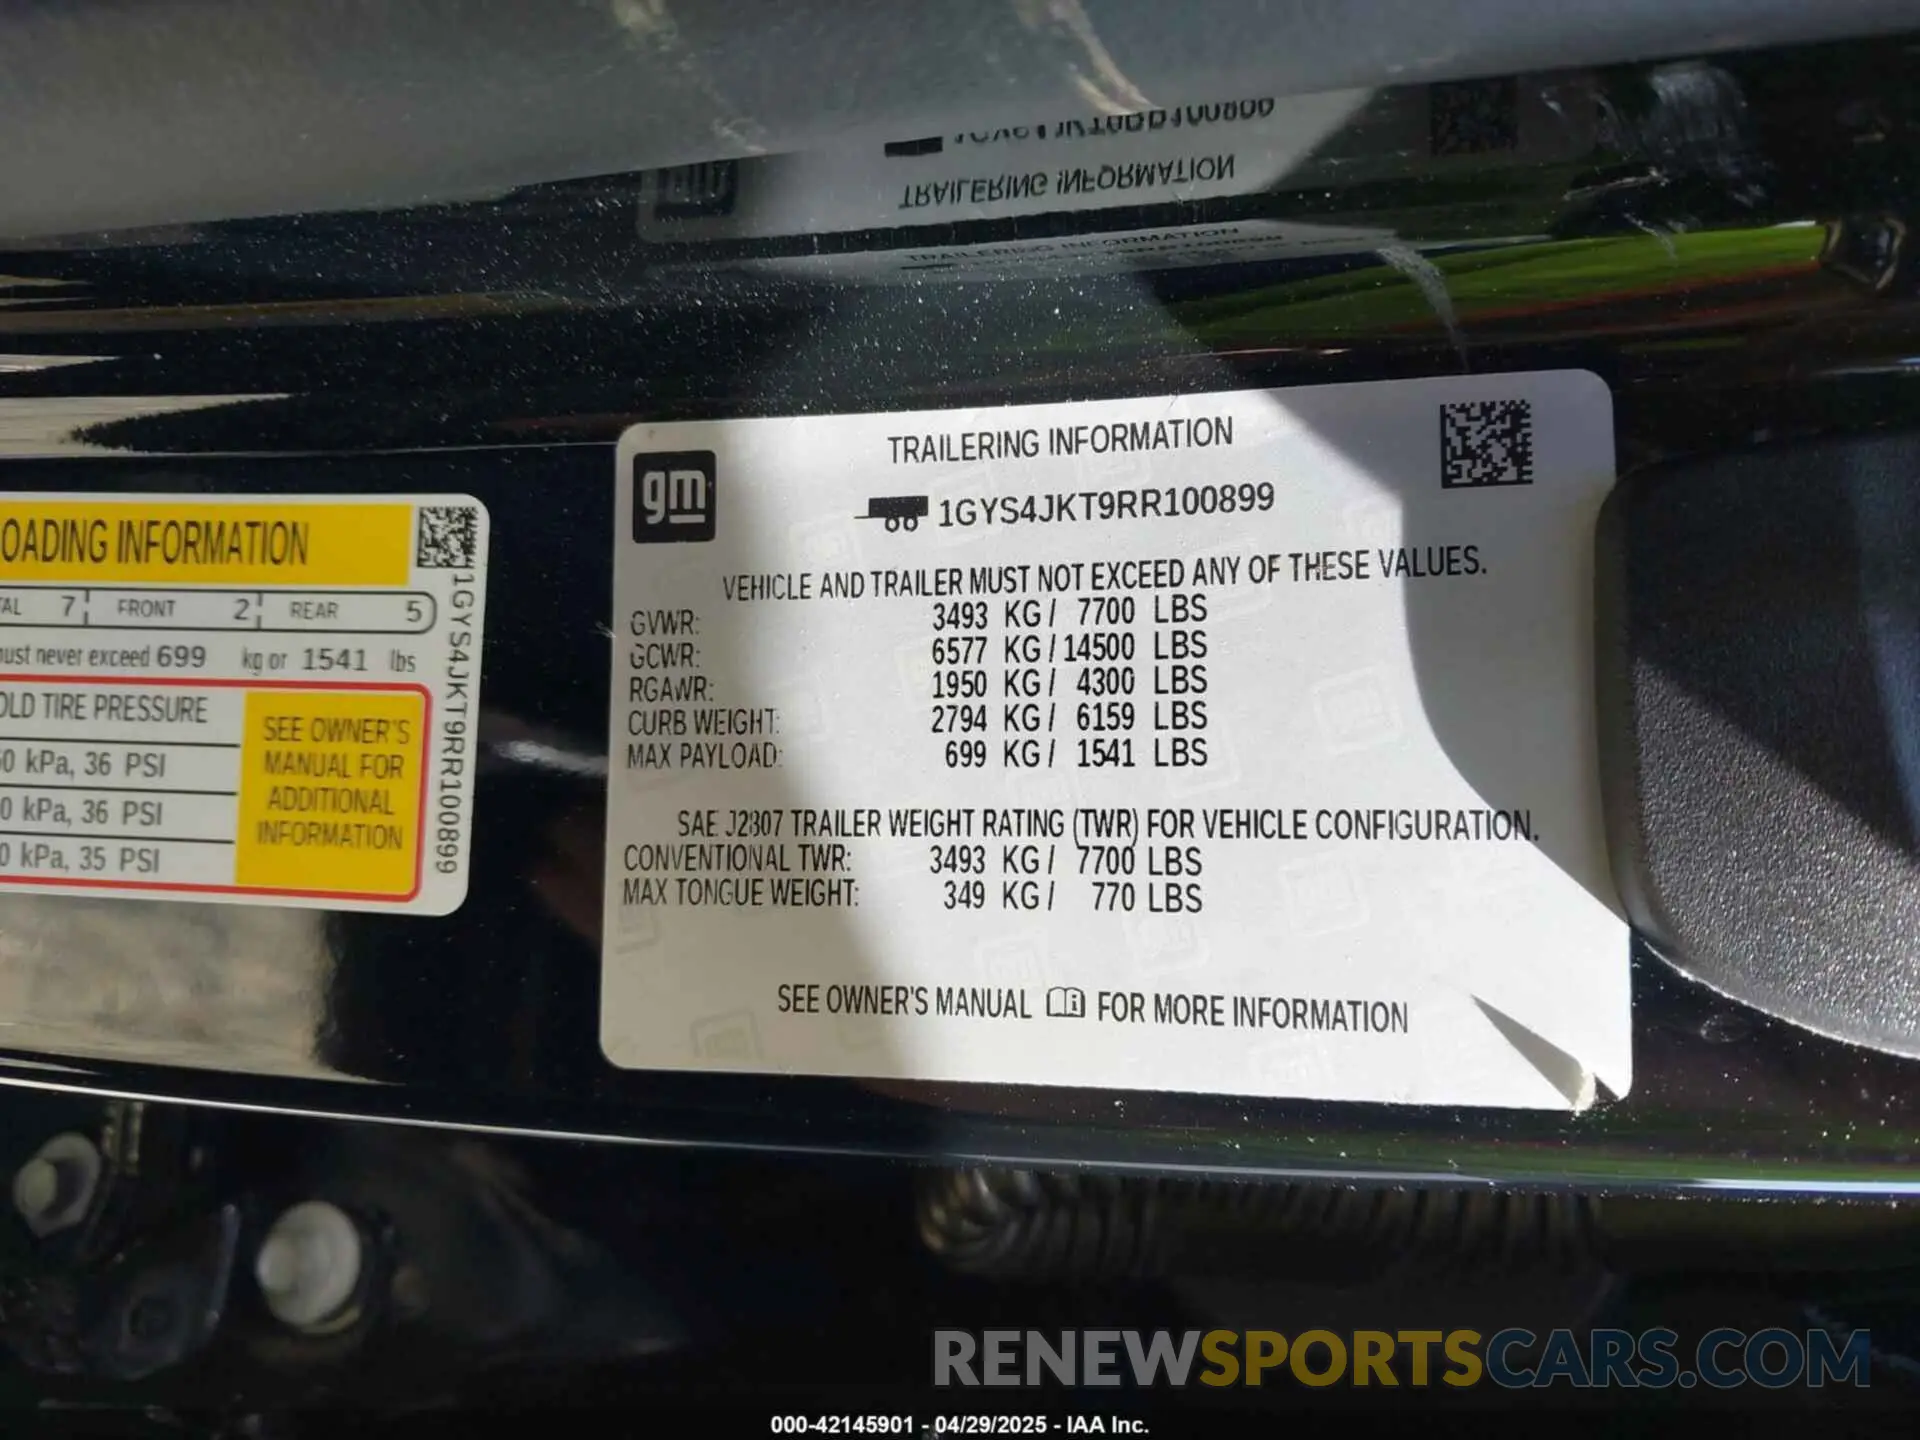 TRAILERING INFORMATION
TRAILERING INFORMATION
gm
TRAILERING INFORMATION
1GYS4JKT9RR100899
VEHICLE AND TRAILER MUST NOT EXCEED ANY OF THESE VALUES.
GVWR: 3493 KG/ 7700 LBS
GCWR: 6577 KG/14500 LBS
RGAWR: 1950 KG/ 4300 LBS
CURB WEIGHT: 2794 KG/ 6159 LBS
MAX PAYLOAD: 699 KG/ 1541 LBS
SAE J2807 TRAILER WEIGHT RATING (TWR) FOR VEHICLE CONFIGURATION.
CONVENTIONAL TWR: 3493 KG/ 7700 LBS
MAX TONGUE WEIGHT: 349 KG/ 770 LBS
SEE OWNER'S MANUAL FOR MORE INFORMATION
OADING INFORMATION
TAL 7 FRONT 2 REAR 5
ust never exceed 699 kg or 1541 lbs
OLD TIRE PRESSURE
0 kPa, 36 PSI
0 kPa, 36 PSI
0 kPa, 35 PSI
SEE OWNER'S
MANUAL FOR
ADDITIONAL
INFORMATION
1GYS4JKT9RR100899
RENEWSPORTSCARS.COM
000-42145901 - 04/29/2025 - IAA Inc.